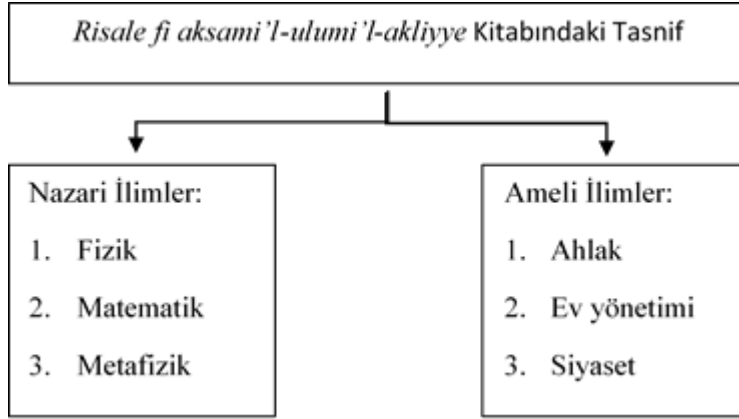 Risale fi aksami’l-ulumi’l-akliyye Kitabındaki Tasnif
Nazari İlimler:
1. Fizik
2. Matematik
3. Metafizik
Ameli İlimler:
1. Ahlak
2. Ev yönetimi
3. Siyaset